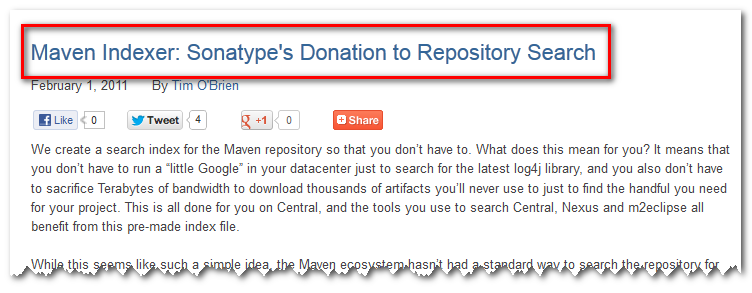 Maven Indexer: Sonatype's Donation to Repository Search
February 1, 2011 By Tim O'Brien
Like 0 Tweet 4 +1 0 Share
We create a search index for the Maven repository so that you don't have to. What does this mean for you? It means that
you don't have to run a “little Google” in your datacenter just to search for the latest log4j library, and you also don't have
to sacrifice Terabytes of bandwidth to download thousands of artifacts you'll never use to just to find the handful you need
for your project. This is all done for you on Central, and the tools you use to search Central, Nexus and m2eclipse all
benefit from this pre-made index file.
While this seems like such a simple idea, the Maven ecosystem hasn't had a standard way to search the repository for